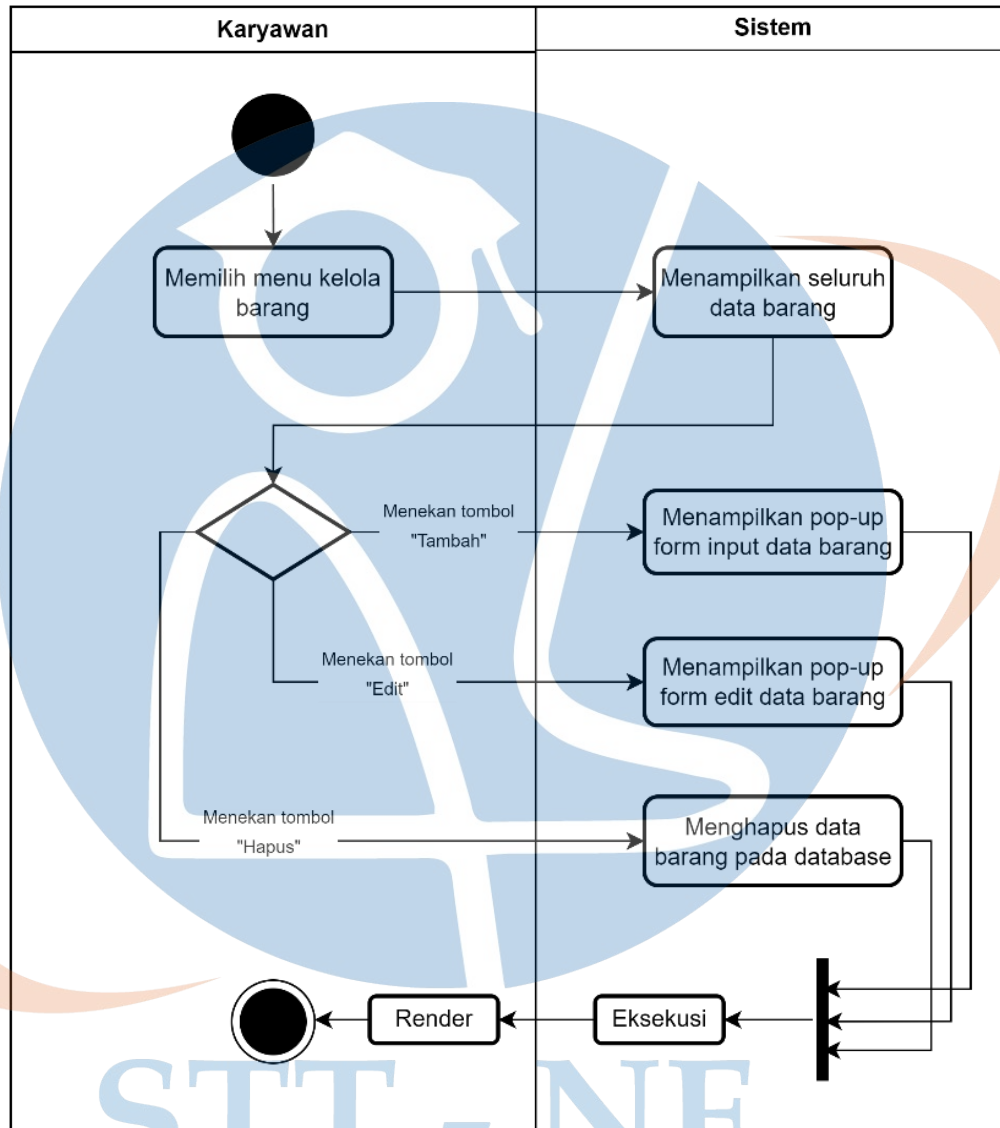 Karyawan
Sistem
Memilih menu kelola
barang
Menampilkan seluruh
data barang
Menekan tombol
"Tambah"
Menampilkan pop-up
form input data barang
Menekan tombol
"Edit"
Menampilkan pop-up
form edit data barang
Menekan tombol
"Hapus"
Menghapus data
barang pada database
Render
Eksekusi
STT - NF